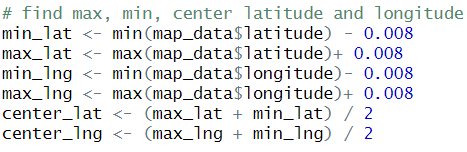 # find max, min, center latitude and longitude
min_lat <- min(map_data$latitude) - 0.008
max_lat <- max(map_data$latitude)+ 0.008
min_lng <- min(map_data$longitude)- 0.008
max_lng <- max(map_data$longitude)+ 0.008
center_lat <- (max_lat + min_lat) / 2
center_lng <- (max_lng + min_lng) / 2